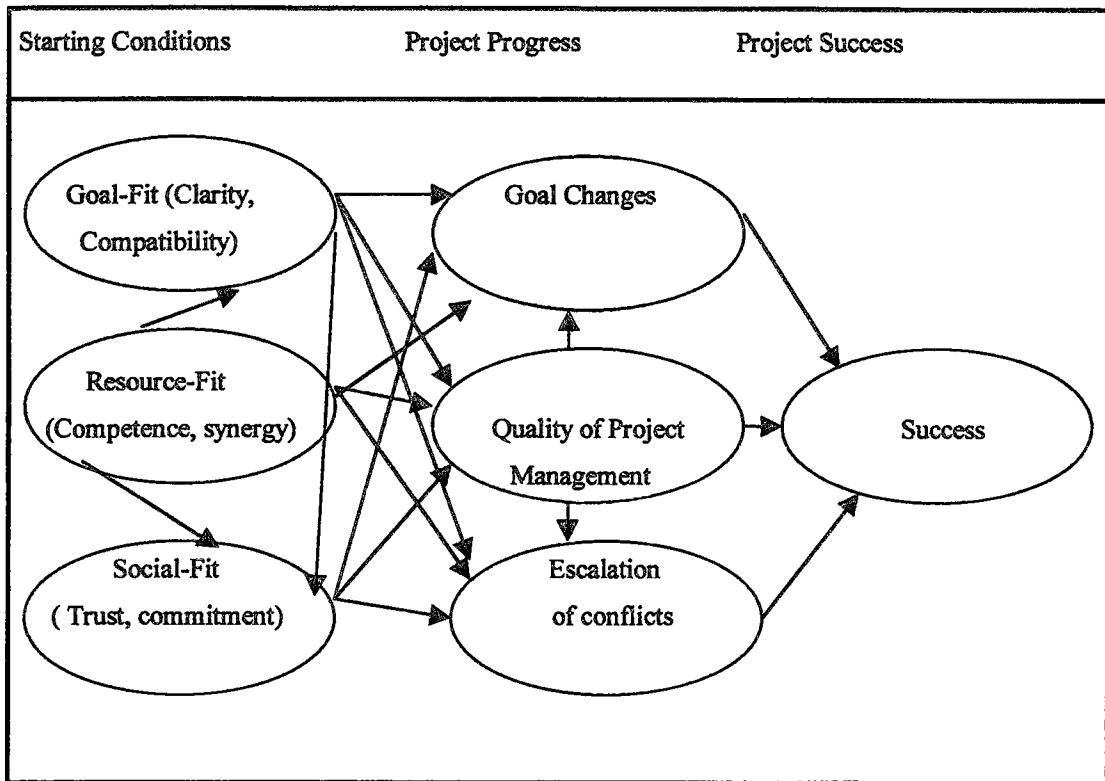 Starting Conditions Project Progress Project Success
Goal-Fit (Clarity,
Compatibility)
Goal Changes
Resource-Fit
(Competence, synergy)
Quality of Project
Management
Success
Social-Fit
( Trust, commitment)
Escalation
of conflicts